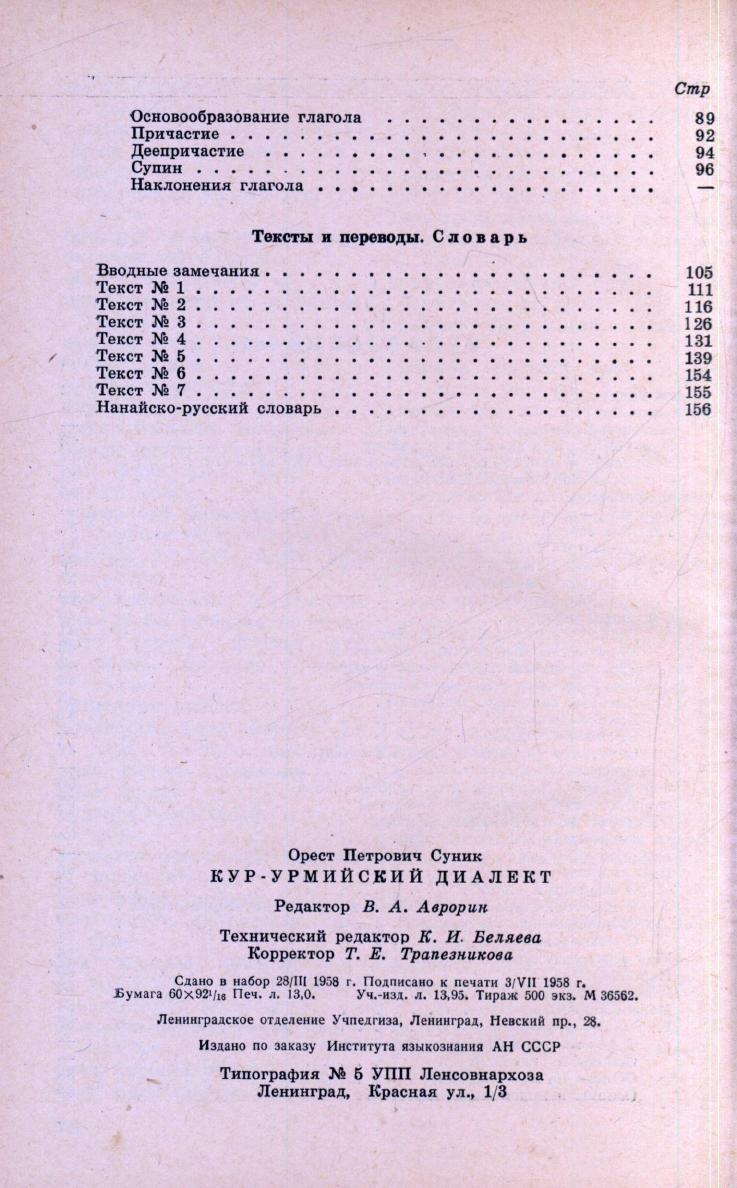 Стр
Основообразование глагола . . . . . . . . . . . . . . . . 89
Причастие . . . . . . . . . . . . . . . . . . . . . . . . 92
Деепричастие . . . . . . . . . . . . . . . . . . . . . . 94
Супин . . . . . . . . . . . . . . . . . . . . . . . . . . 96
Наклонения глагола . . . . . . . . . . . . . . . . . . . —
Тексты и переводы. Словарь
Вводные замечания . . . . . . . . . . . . . . . . . . . . 105
Текст № 1 . . . . . . . . . . . . . . . . . . . . . . . . 111
Текст № 2 . . . . . . . . . . . . . . . . . . . . . . . . 116
Текст № 3 . . . . . . . . . . . . . . . . . . . . . . . . 126
Текст № 4 . . . . . . . . . . . . . . . . . . . . . . . . 131
Текст № 5 . . . . . . . . . . . . . . . . . . . . . . . . 139
Текст № 6 . . . . . . . . . . . . . . . . . . . . . . . . 154
Текст № 7 . . . . . . . . . . . . . . . . . . . . . . . . 155
Нанайско-русский словарь . . . . . . . . . . . . . . . . 156
Орест Петрович Суник
КУР-УРМИЙСКИЙ ДИАЛЕКТ
Редактор В. А. Аврорин
Технический редактор К. И. Беляева
Корректор Т. Е. Трапезникова
Сдано в набор 28/III 1958 г. Подписано к печати 3/VII 1958 г.
Бумага 60×92¹/₁₆ Печ. л. 13,0. Уч.-изд. л. 13,95. Тираж 500 экз. М 36562.
Ленинградское отделение Учпедгиза, Ленинград, Невский пр., 28.
Издано по заказу Института языкознания АН СССР
Типография № 5 УПП Ленсовнархоза
Ленинград, Красная ул., 1/3